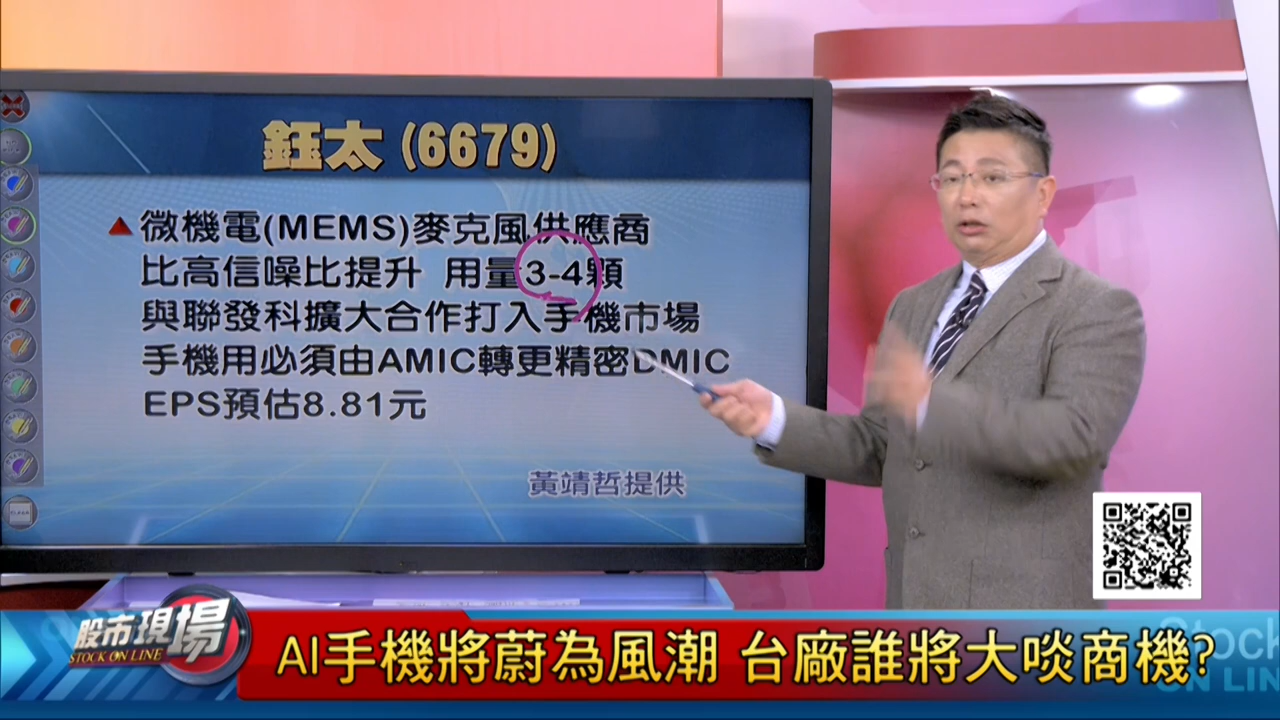 鈺太(6679)
▲微機電(MEMS)麥克風供應商
比高信噪比提升 用量3-4顆
與聯發科擴大合作打入手機市場
手機用必須由AMIC轉更精密DMIC
EPS預估8.81元
黃靖哲提供
CLEAR
股市現場
STOCK ON LINE
AI手機將蔚為風潮 台廠誰將大啖商機?
Stock
ON LIN